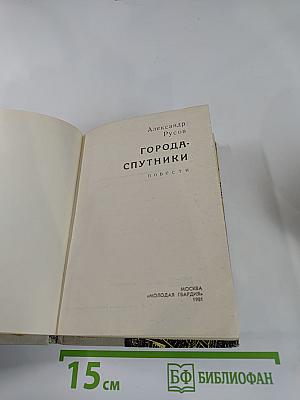 Александр
Русов
ГОРОДА-
СПУТНИКИ
повести
МОСКВА
«МОЛОДАЯ ГВАРДИЯ»
1981
15 см
БФ БИБЛИОФАН